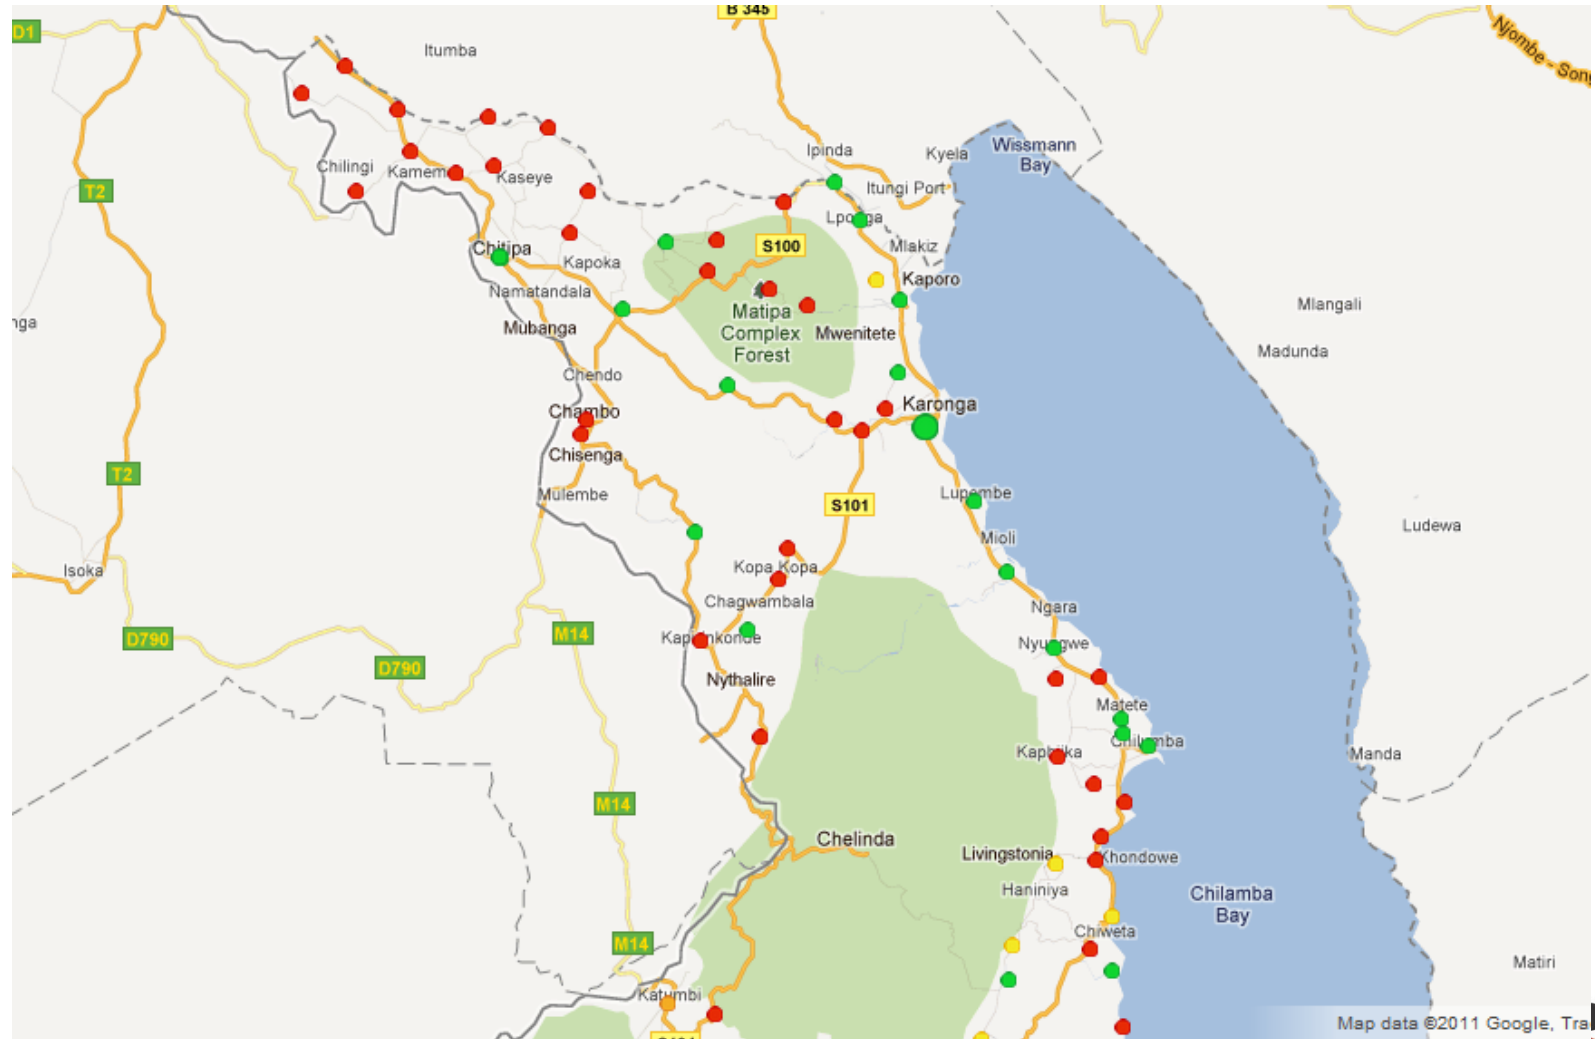 B 345
D1
Njombe - Song
Itumba
Ipinda
Kyela
Wissmann
Bay
Chilingi
Kamem
Kaseye
Itungi Port
T2
Mlakiz
Chitipa
S100
Kapoka
Kaporo
Namatandala
Mlangali
Matipa
Complex
Forest
nga
Mubanga
Mwenitete
Madunda
Chendo
Chambo
Karonga
Chisenga
T2
Mulembe
S101
Lupembe
Ludewa
Mioli
Isoka
Kopa Kopa
Chagwambala
Ngara
D790
M14
Nyungwe
D790
Nythalire
Matete
Chilumba
Manda
M14
Chelinda
Livingstonia
Khondowe
Haniniya
Chilamba
Bay
Chiweta
M14
Matiri
Katumbi
Map data ©2011 Google, Tra